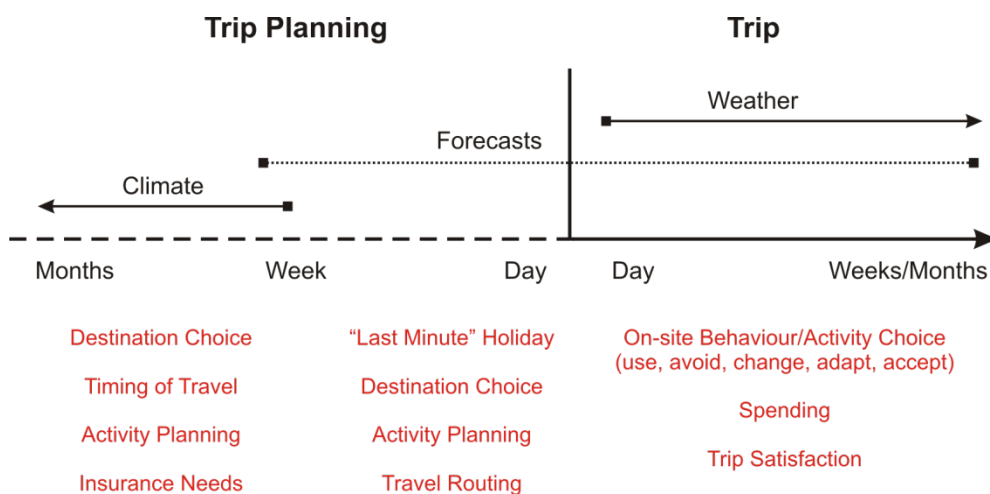 Trip Planning
Trip
Weather
Forecasts
Climate
Months
Week
Day
Day
Weeks/Months
Destination Choice
Timing of Travel
Activity Planning
Insurance Needs
“Last Minute” Holiday
Destination Choice
Activity Planning
Travel Routing
On-site Behaviour/Activity Choice
(use, avoid, change, adapt, accept)
Spending
Trip Satisfaction